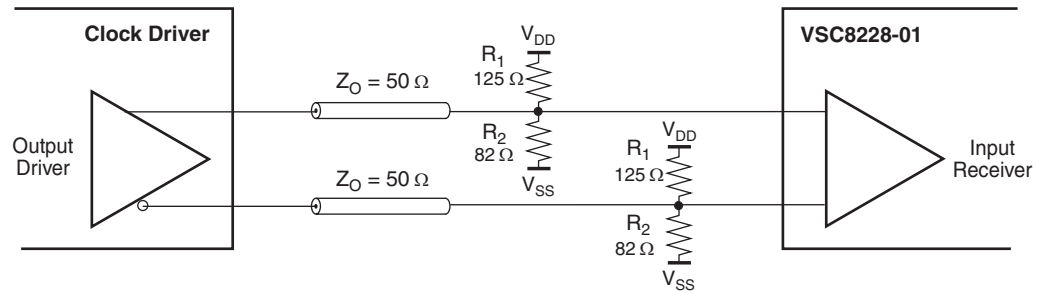 Clock Driver
VSC8228-01
V_DD
R_1
125 Ω
Z_O = 50 Ω
R_2
82 Ω
V_SS
Output
Driver
V_DD
R_1
125 Ω
Input
Receiver
Z_O = 50 Ω
R_2
82 Ω
V_SS